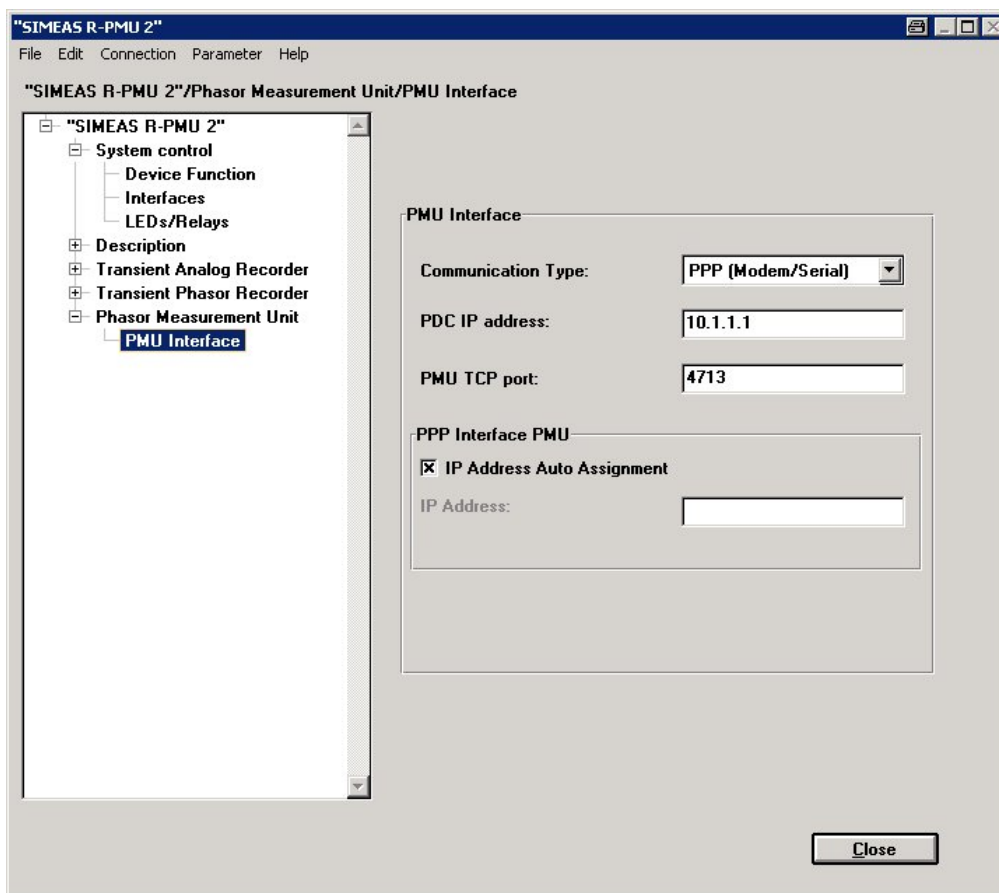 "SIMEAS R-PMU 2"
File Edit Connection Parameter Help
"SIMEAS R-PMU 2"/Phasor Measurement Unit/PMU Interface
"SIMEAS R-PMU 2"
System control
Device Function
Interfaces
LEDs/Relays
Description
Transient Analog Recorder
Transient Phasor Recorder
Phasor Measurement Unit
PMU Interface
PMU Interface
Communication Type: PPP (Modem/Serial)
PDC IP address: 10.1.1.1
PMU TCP port: 4713
PPP Interface PMU
IP Address Auto Assignment
IP Address:
Close